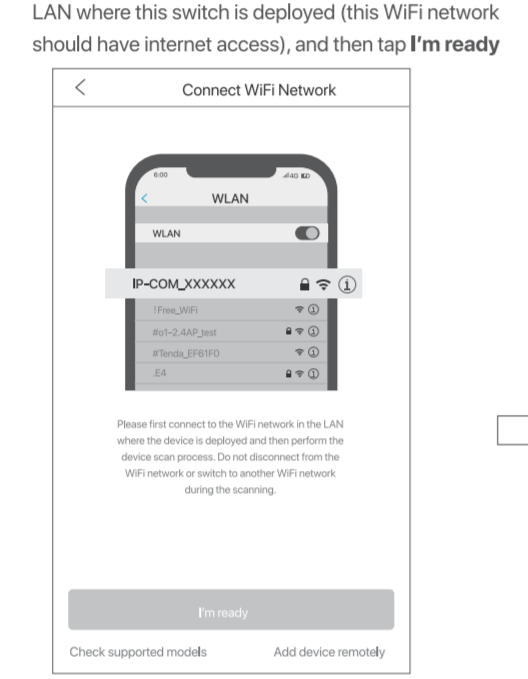 LAN where this switch is deployed (this WiFi network
should have internet access), and then tap I'm ready
Connect WiFi Network
6:00
4G
WLAN
WLAN
IP-COM_XXXXXX
!Free_WiFi
#o1-2.4AP_test
#Tenda_EF61F0
.E4
Please first connect to the WiFi network in the LAN
where the device is deployed and then perform the
device scan process. Do not disconnect from the
WiFi network or switch to another WiFi network
during the scanning.
I'm ready
Check supported models Add device remotely